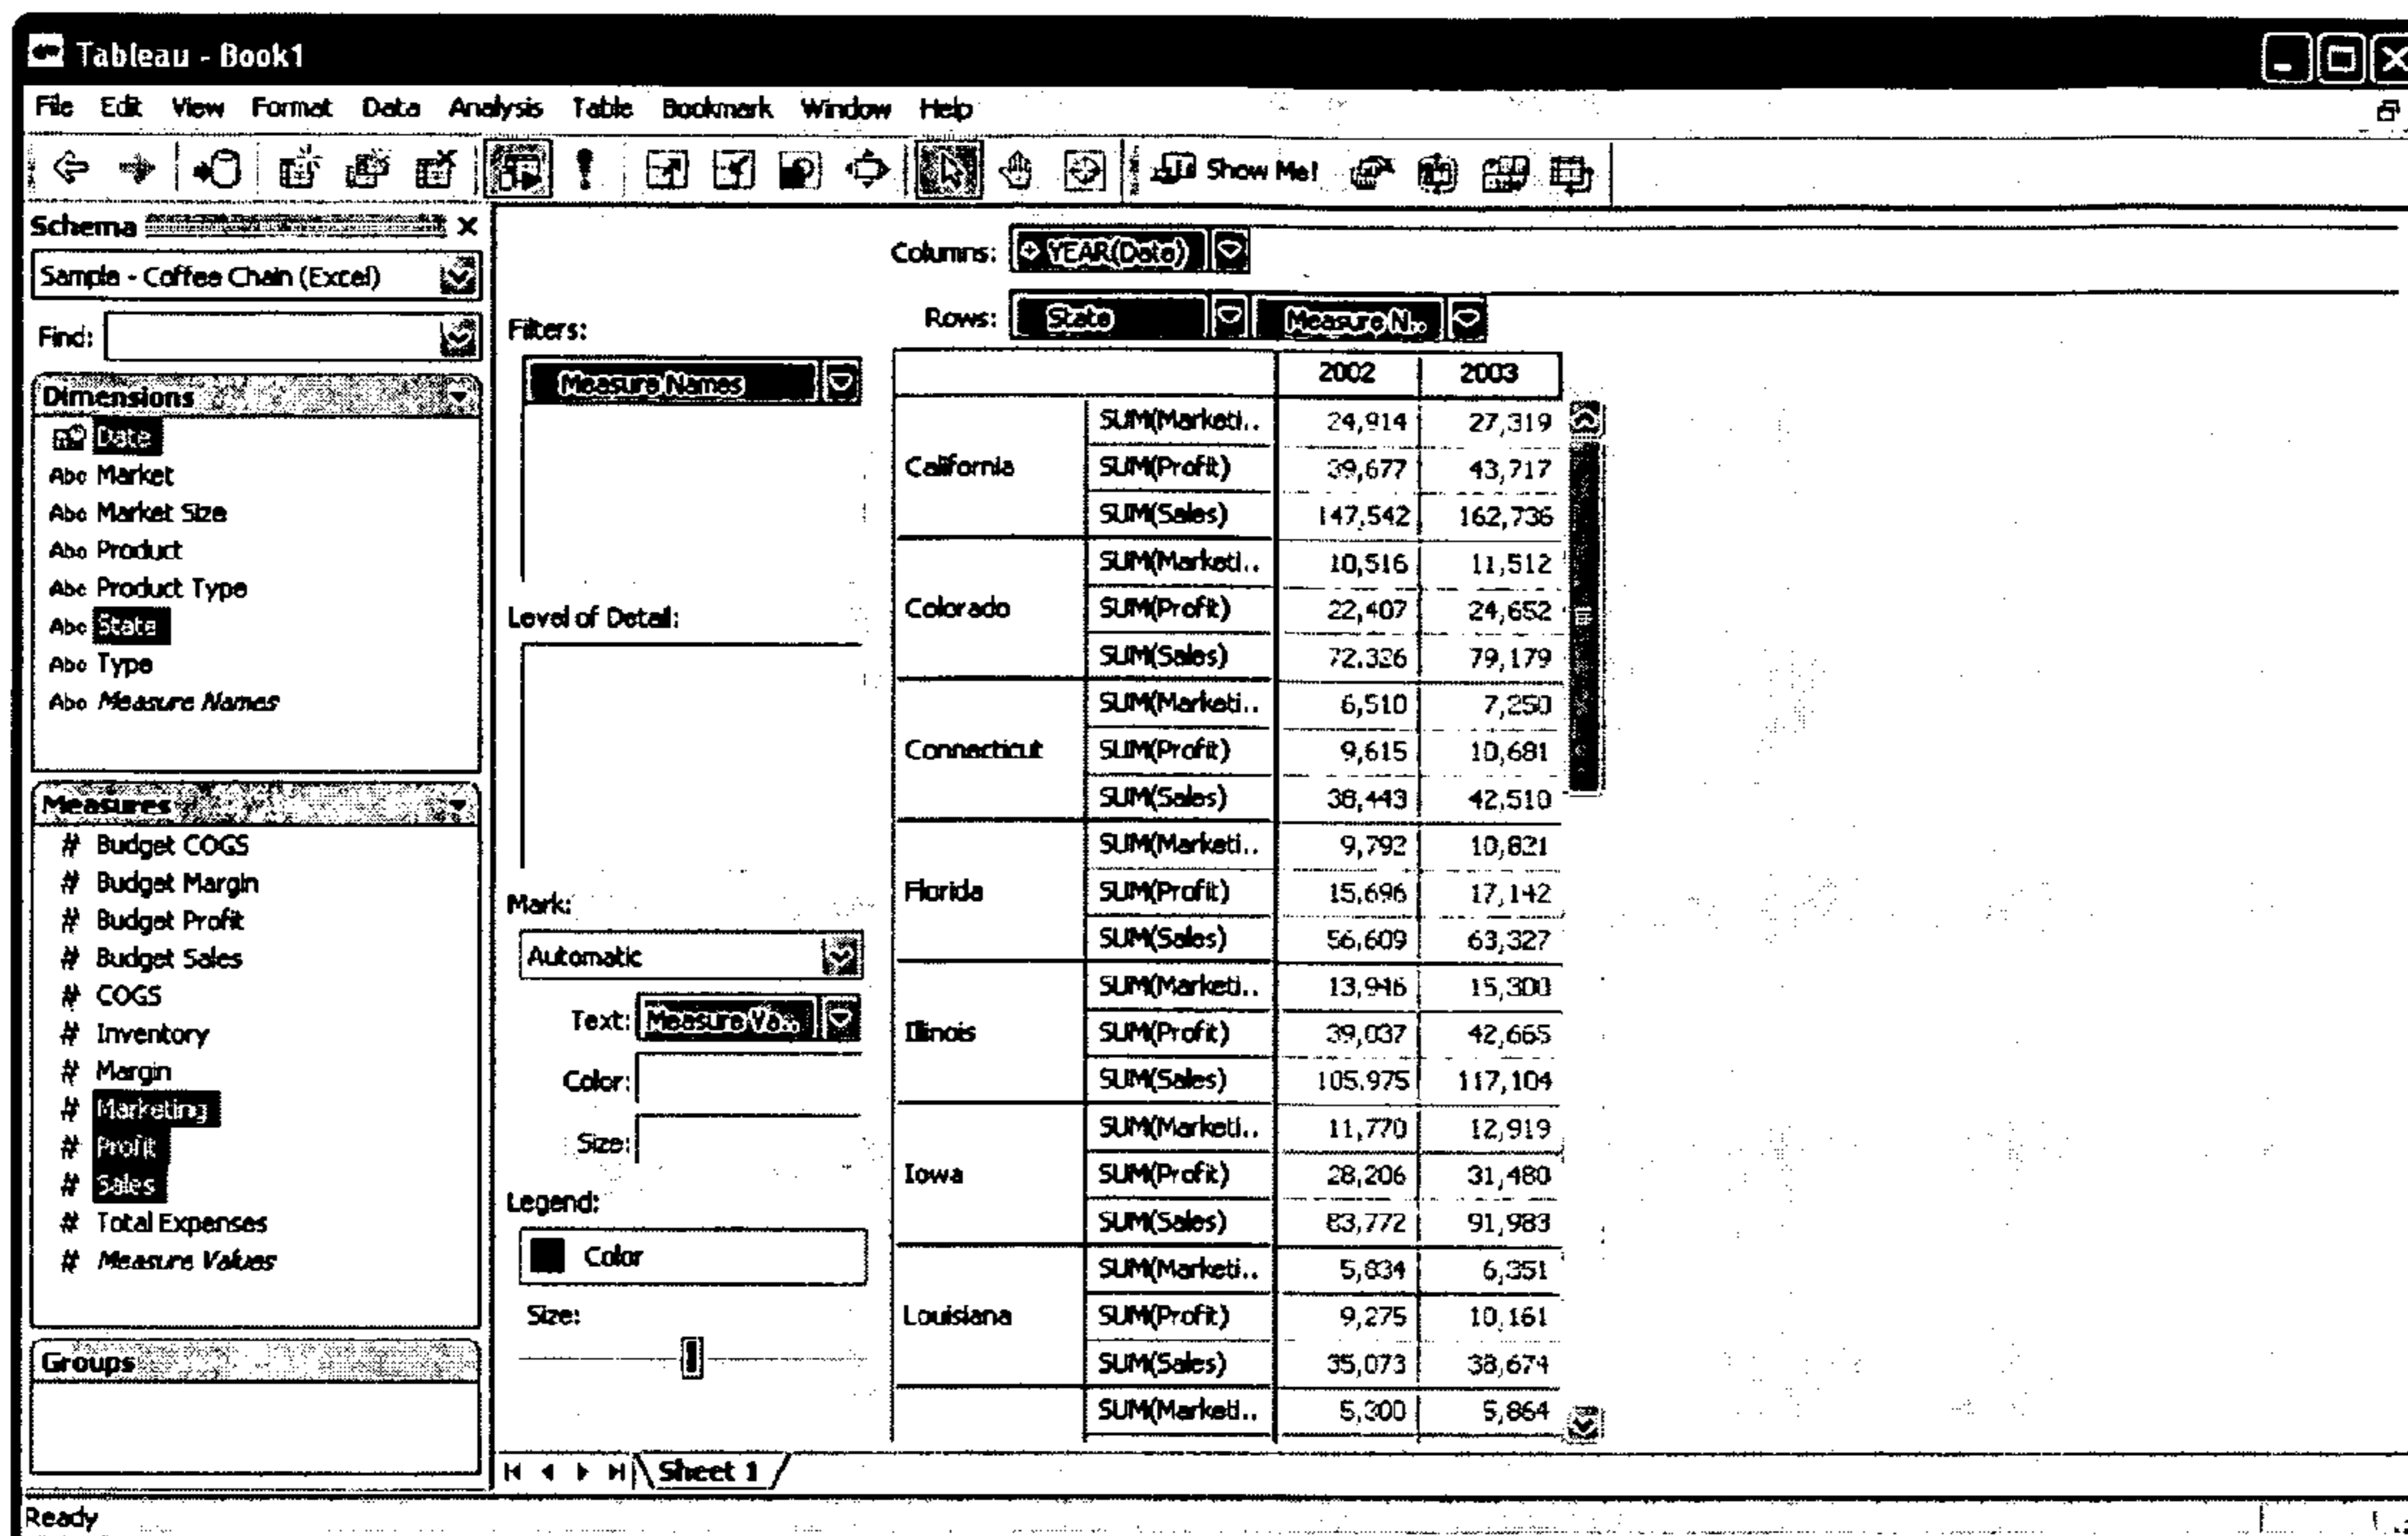 Tableau - Book1
File Edit View Format Data Analysis Table Bookmark Window Help
Show Me!
Schema
Sample - Coffee Chain (Excel)
Find:
Dimensions
Date
Abc Market
Abc Market Size
Abc Product
Abc Product Type
Abc State
Abc Type
Abc Measure Names
Measures
# Budget COGS
# Budget Margin
# Budget Profit
# Budget Sales
# COGS
# Inventory
# Margin
# Marketing
# Profit
# Sales
# Total Expenses
# Measure Values
Groups
Filters:
Measure Names
Level of Detail:
Mark:
Automatic
Text: Measure Va..
Color:
Size:
Legend:
Color
Size:
Columns: YEAR(Date)
Rows: State Measure N..
2002 2003
California
SUM(Marketi.. 24,914 27,319
SUM(Profit) 39,677 43,717
SUM(Sales) 147,542 162,736
Colorado
SUM(Marketi.. 10,516 11,512
SUM(Profit) 22,407 24,652
SUM(Sales) 72,326 79,179
Connecticut
SUM(Marketi.. 6,510 7,250
SUM(Profit) 9,615 10,681
SUM(Sales) 38,443 42,510
Florida
SUM(Marketi.. 9,792 10,821
SUM(Profit) 15,696 17,142
SUM(Sales) 56,609 63,327
Illinois
SUM(Marketi.. 13,946 15,300
SUM(Profit) 39,037 42,665
SUM(Sales) 105,975 117,104
Iowa
SUM(Marketi.. 11,770 12,919
SUM(Profit) 28,206 31,480
SUM(Sales) 83,772 91,983
Louisiana
SUM(Marketi.. 5,834 6,351
SUM(Profit) 9,275 10,161
SUM(Sales) 35,073 38,674
SUM(Marketi.. 5,300 5,864
Sheet 1
Ready